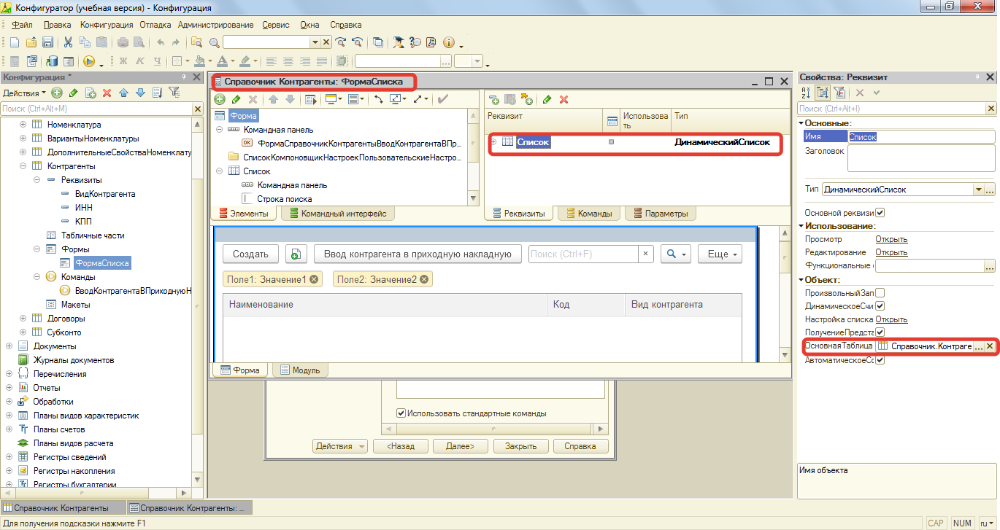 Конфигуратор (учебная версия) - Конфигурация
Файл Правка Конфигурация Отладка Администрирование Сервис Окна Справка
Ж К Ч
Конфигурация *
Действия
Поиск (Ctrl+Alt+M)
Номенклатура
ВариантыНоменклатуры
ДополнительныеСвойстваНоменклату
Контрагенты
Реквизиты
ВидКонтрагента
ИНН
КПП
Табличные части
Формы
ФормаСписка
Команды
ВводКонтрагентаВПриходнуюН
Макеты
Договоры
Субконто
Документы
Журналы документов
Перечисления
Отчеты
Обработки
Планы видов характеристик
Планы счетов
Планы видов расчета
Регистры сведений
Регистры накопления
Регистры бухгалтерии
Справочник Контрагенты: ФормаСписка
Форма
Командная панель
ФормаСправочникКонтрагентыВводКонтрагентаВПр...
СписокКомпоновщикНастроекПользовательскиеНастро...
Список
Командная панель
Строка поиска
Элементы Командный интерфейс
Реквизит Использова
ть Тип
Список ДинамическийСписок
Реквизиты Команды Параметры
Создать Ввод контрагента в приходную накладную Поиск (Ctrl+F) × Еще
Поле1: Значение1 Поле2: Значение2
Наименование Код Вид контрагента
Форма Модуль
Использовать стандартные команды
Действия <Назад Далее> Закрыть Справка
Свойства: Реквизит
Поиск (Ctrl+Alt+I)
Основные:
Имя Список
Заголовок
Тип ДинамическийСписок ...
Основной реквизи
Использование:
Просмотр Открыть
Редактирование Открыть
Функциональные ...
Объект:
ПроизвольныйЗап
ДинамическоеСчи
Настройка списка Открыть
ПолучениеПредста
ОсновнаяТаблица Справочник.Контраге ...
АвтоматическоеСо
Имя объекта
Справочник Контрагенты Справочник Контрагенты: ...
Для получения подсказки нажмите F1 CAP NUM ru